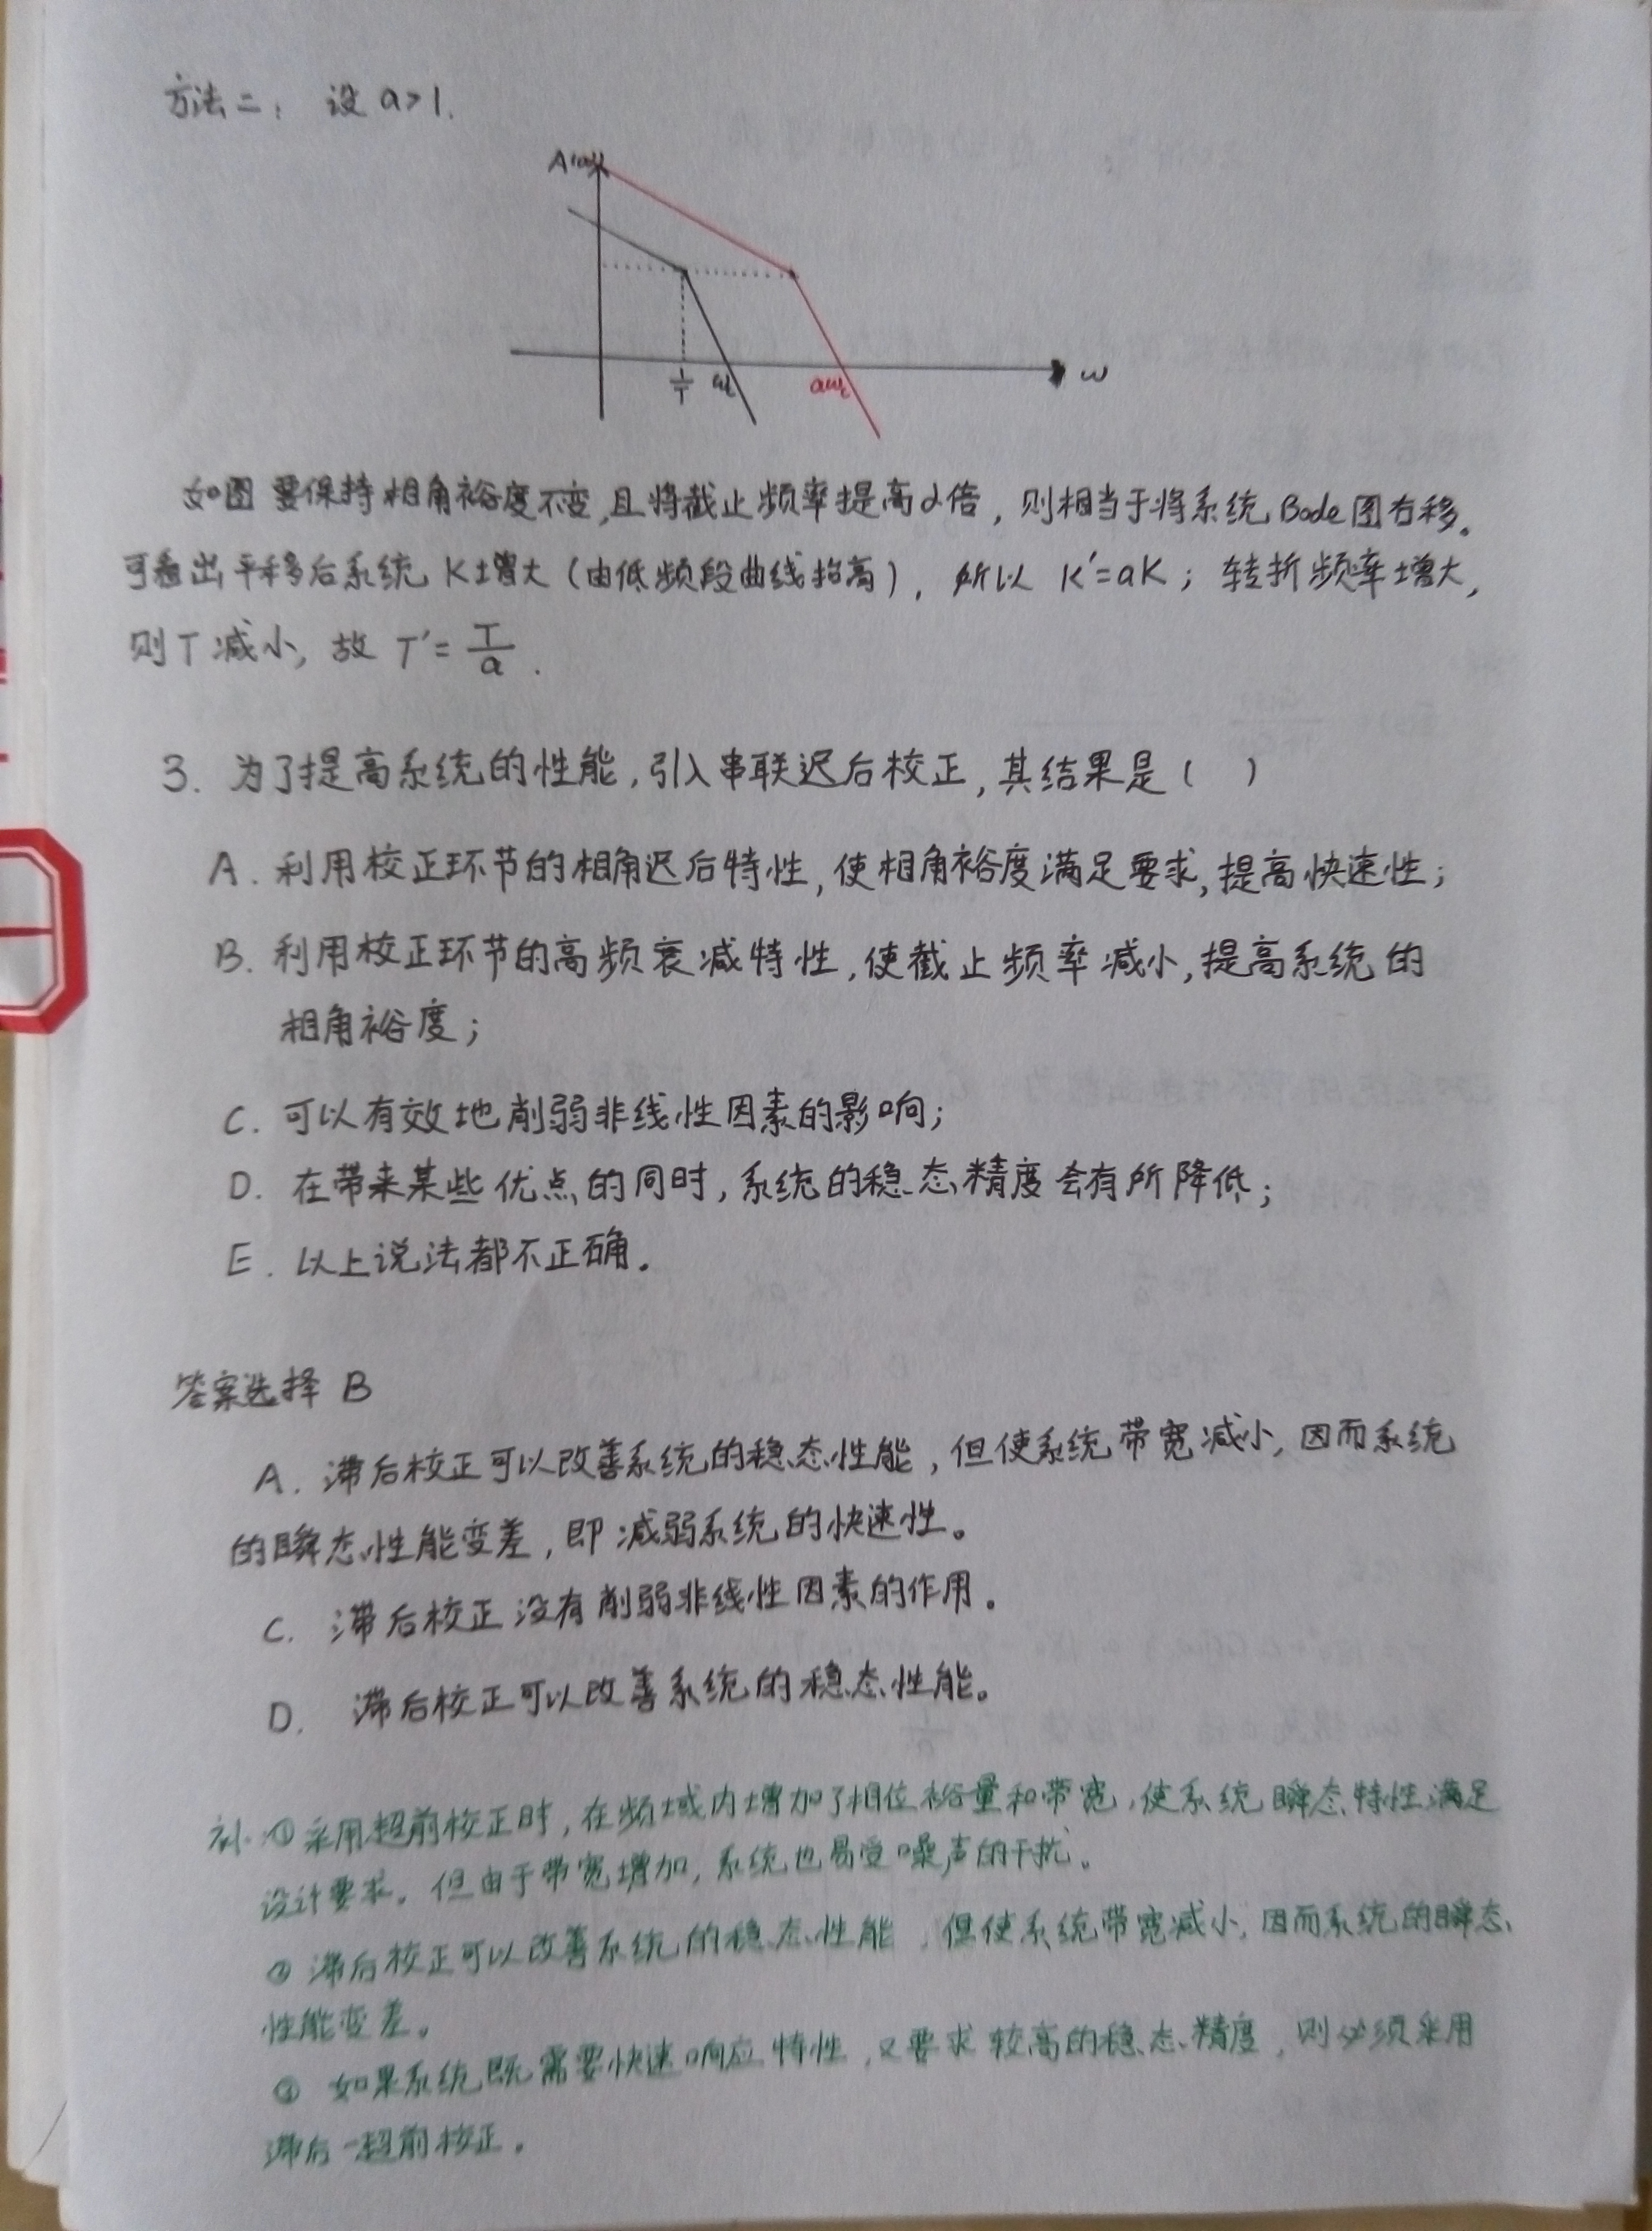 方法二: 设 a>1.
A(ω)
1/T ωc aωc ω
如图 要保持相角裕度不变,且将截止频率提高α倍, 则相当于将系统 Bode 图右移。
可看出平移后系统 K增大 (由低频段曲线抬高), 所以 K'=aK; 转折频率增大,
则T减小, 故 T'=T/a.
3. 为了提高系统的性能,引入串联迟后校正,其结果是( )
A. 利用校正环节的相角迟后特性,使相角裕度满足要求,提高快速性;
B. 利用校正环节的高频衰减特性,使截止频率减小,提高系统的
相角裕度;
C. 可以有效地削弱非线性因素的影响;
D. 在带来某些优点的同时,系统的稳态精度会有所降低;
E. 以上说法都不正确。
答案选择 B
A. 滞后校正可以改善系统的稳态性能,但使系统带宽减小,因而系统
的瞬态性能变差,即减弱系统的快速性。
C. 滞后校正没有削弱非线性因素的作用。
D. 滞后校正可以改善系统的稳态性能。
补: ① 采用超前校正时,在频域内增加了相位裕量和带宽,使系统瞬态特性满足
设计要求。但由于带宽增加,系统也易受噪声的干扰。
② 滞后校正可以改善系统的稳态性能,但使系统带宽减小,因而系统的瞬态
性能变差。
③ 如果系统既需要快速响应特性,又要求较高的稳态精度,则必须采用
滞后-超前校正。